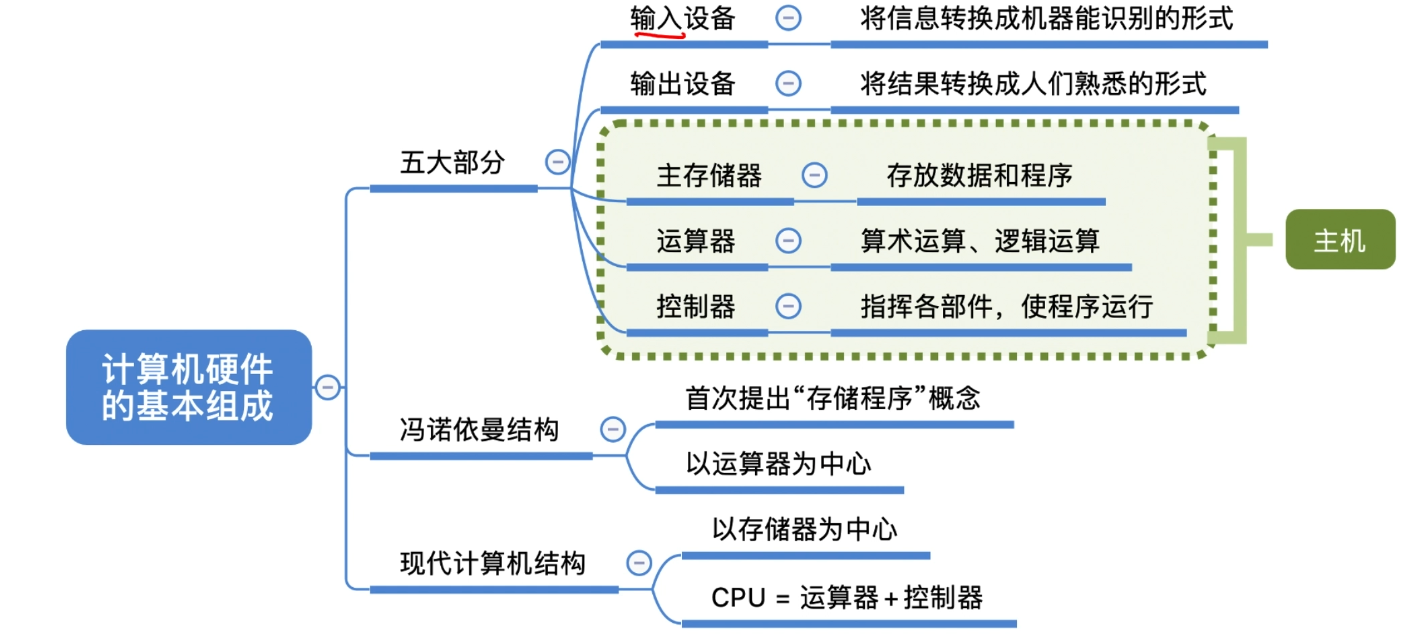 输入设备
将信息转换成机器能识别的形式
输出设备
将结果转换成人们熟悉的形式
五大部分
主存储器
存放数据和程序
运算器
算术运算、逻辑运算
主机
控制器
指挥各部件，使程序运行
计算机硬件
的基本组成
冯诺依曼结构
首次提出“存储程序”概念
以运算器为中心
现代计算机结构
以存储器为中心
CPU = 运算器+控制器